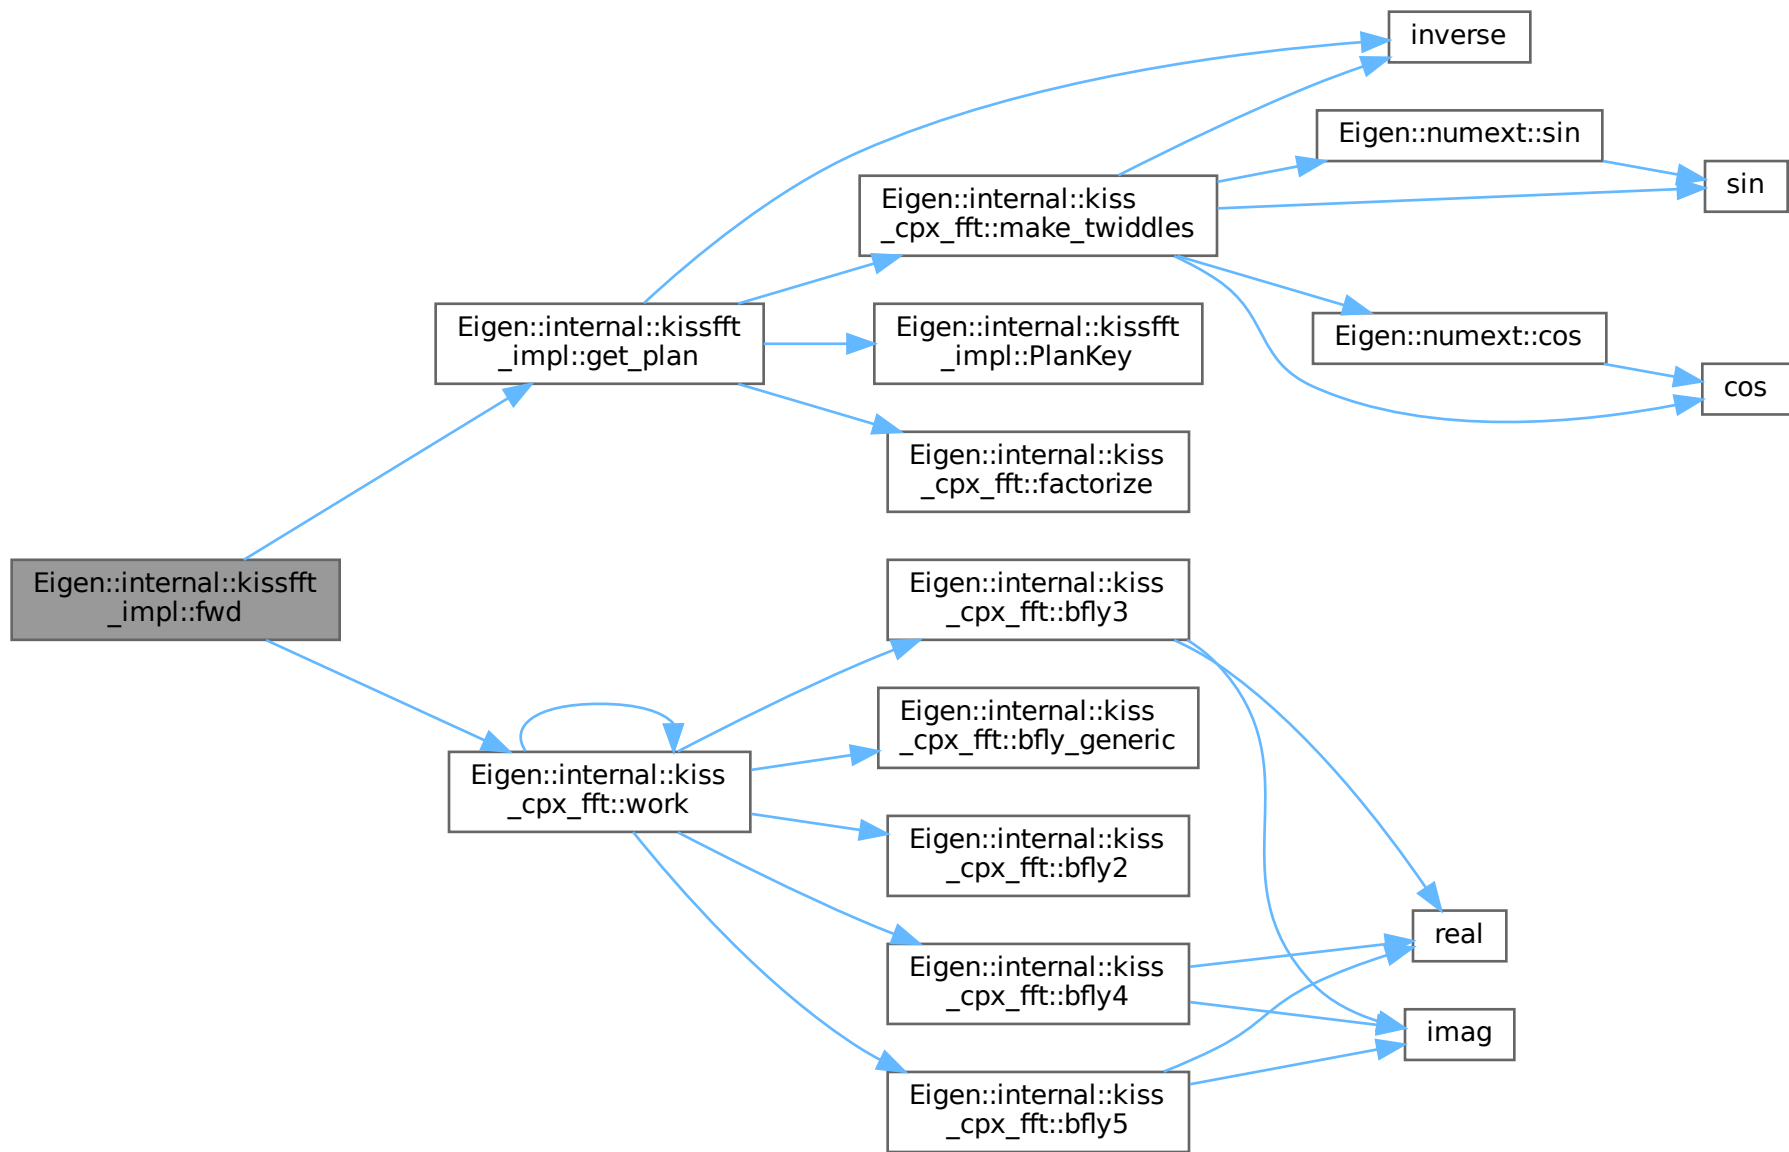 Eigen::internal::kissfft
_impl::fwd
Eigen::internal::kissfft
_impl::get_plan
inverse
Eigen::internal::kiss
_cpx_fft::make_twiddles
Eigen::numext::sin
sin
Eigen::numext::cos
cos
Eigen::internal::kissfft
_impl::PlanKey
Eigen::internal::kiss
_cpx_fft::factorize
Eigen::internal::kiss
_cpx_fft::work
Eigen::internal::kiss
_cpx_fft::bfly3
Eigen::internal::kiss
_cpx_fft::bfly_generic
Eigen::internal::kiss
_cpx_fft::bfly2
Eigen::internal::kiss
_cpx_fft::bfly4
Eigen::internal::kiss
_cpx_fft::bfly5
real
imag